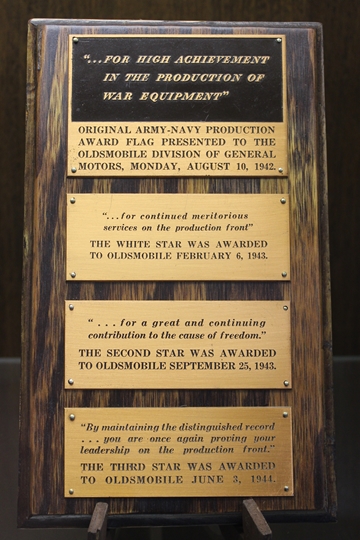 "...FOR HIGH ACHIEVEMENT
IN THE PRODUCTION OF
WAR EQUIPMENT"
ORIGINAL ARMY-NAVY PRODUCTION
AWARD FLAG PRESENTED TO THE
OLDSMOBILE DIVISION OF GENERAL
MOTORS, MONDAY, AUGUST 10, 1942.
"...for continued meritorious
services on the production front"
THE WHITE STAR WAS AWARDED
TO OLDSMOBILE FEBRUARY 6, 1943.
" . . . for a great and continuing
contribution to the cause of freedom."
THE SECOND STAR WAS AWARDED
TO OLDSMOBILE SEPTEMBER 25, 1943.
"By maintaining the distinguished record
. . . you are once again proving your
leadership on the production front."
THE THIRD STAR WAS AWARDED
TO OLDSMOBILE JUNE 3, 1944.